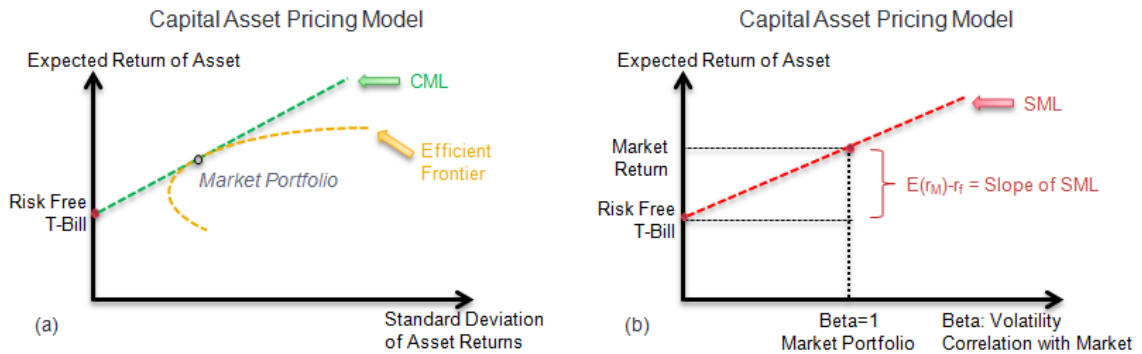 Capital Asset Pricing Model
Expected Return of Asset
CML
Efficient
Frontier
Market Portfolio
Risk Free
T-Bill
(a)
Standard Deviation
of Asset Returns
Capital Asset Pricing Model
Expected Return of Asset
SML
Market
Return
E(r_M)-r_f = Slope of SML
Risk Free
T-Bill
(b)
Beta=1
Market Portfolio
Beta: Volatility
Correlation with Market